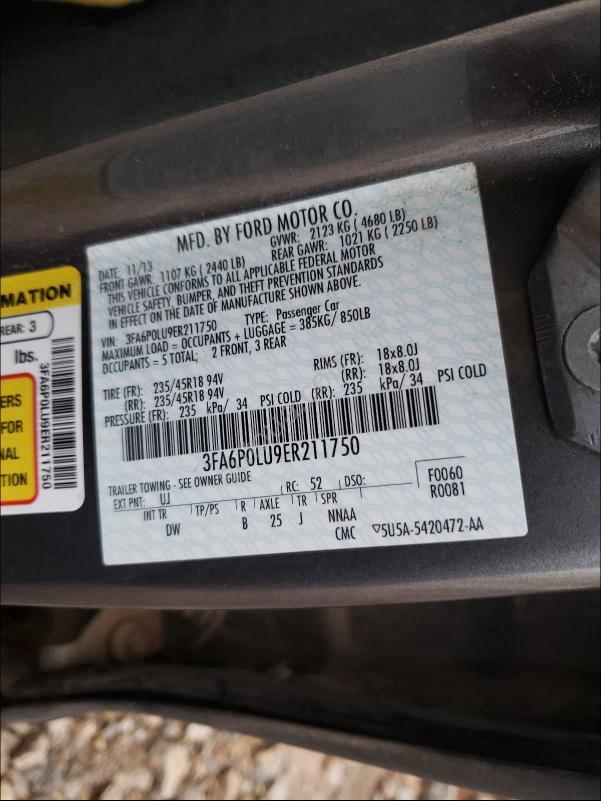 MFD. BY FORD MOTOR CO.
DATE: 11/13 GVWR: 2123 KG ( 4680 LB)
FRONT GAWR: 1107 KG ( 2440 LB) REAR GAWR: 1021 KG ( 2250 LB)
THIS VEHICLE CONFORMS TO ALL APPLICABLE FEDERAL MOTOR
VEHICLE SAFETY, BUMPER, AND THEFT PREVENTION STANDARDS
IN EFFECT ON THE DATE OF MANUFACTURE SHOWN ABOVE.
VIN: 3FA6P0LU9ER211750 TYPE: Passenger Car
MAXIMUM LOAD = OCCUPANTS + LUGGAGE = 385KG/ 850LB
OCCUPANTS = 5 TOTAL; 2 FRONT, 3 REAR
TIRE (FR): 235/45R18 94V RIMS (FR): 18x8.0J
(RR): 235/45R18 94V (RR): 18x8.0J
PRESSURE (FR): 235 kPa/ 34 PSI COLD (RR): 235 kPa/ 34 PSI COLD
3FA6P0LU9ER211750
TRAILER TOWING - SEE OWNER GUIDE
EXT PNT: UJ RC: 52 DSO: F0060
R0081
INT TR TP/PS R AXLE TR SPR
DW B 25 J NNAA
CMC ▽5U5A-5420472-AA
RMATION
REAR: 3
lbs.
ERS
FOR
NAL
TION
3FA6P0LU9ER211750